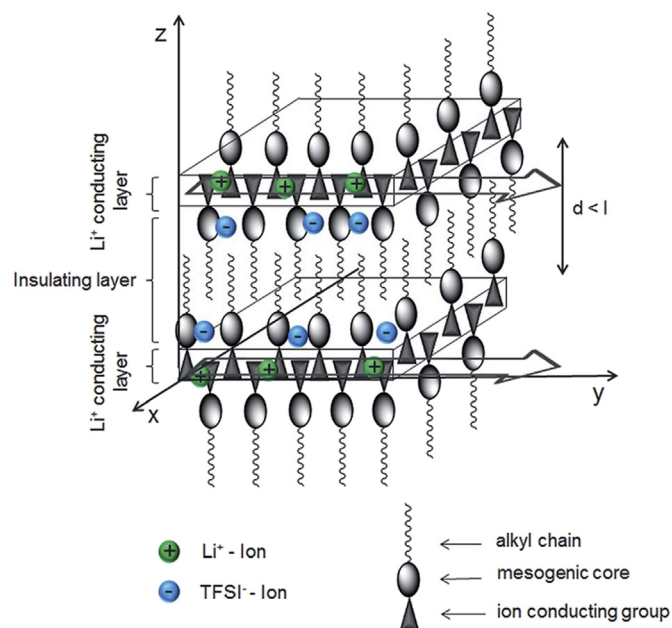 z
Li⁺ conducting
layer
d < l
Insulating layer
Li⁺ conducting
layer
x
y
+ + +
- - -
- - -
+ + +
+ Li⁺ - Ion
- TFSI⁻ - Ion
alkyl chain
mesogenic core
ion conducting group